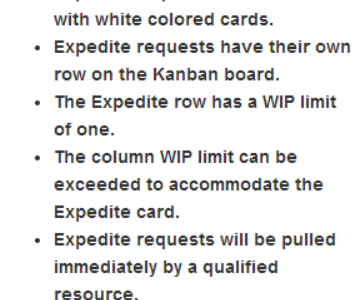 with white colored cards.
• Expedite requests have their own
row on the Kanban board.
• The Expedite row has a WIP limit
of one.
• The column WIP limit can be
exceeded to accommodate the
Expedite card.
• Expedite requests will be pulled
immediately by a qualified
resource.